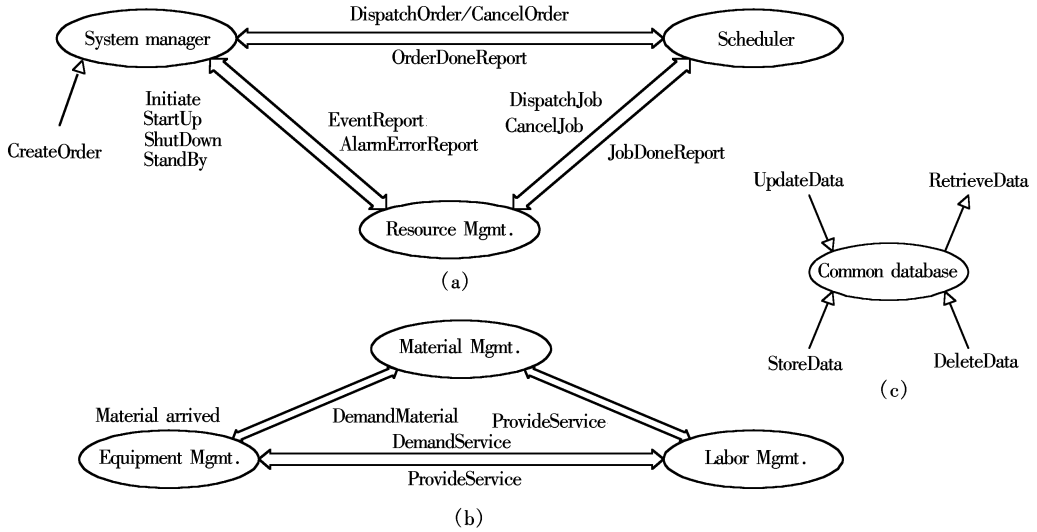 DispatchOrder/CancelOrder
System manager
Scheduler
OrderDoneReport
Initiate
StartUp
ShutDown
StandBy
CreateOrder
EventReport
AlarmErrorReport
DispatchJob
CancelJob
JobDoneReport
Resource Mgmt.
(a)
UpdateData
RetrieveData
Common database
StoreData
DeleteData
(c)
Material Mgmt.
Material arrived
DemandMaterial
ProvideService
DemandService
Equipment Mgmt.
Labor Mgmt.
ProvideService
(b)